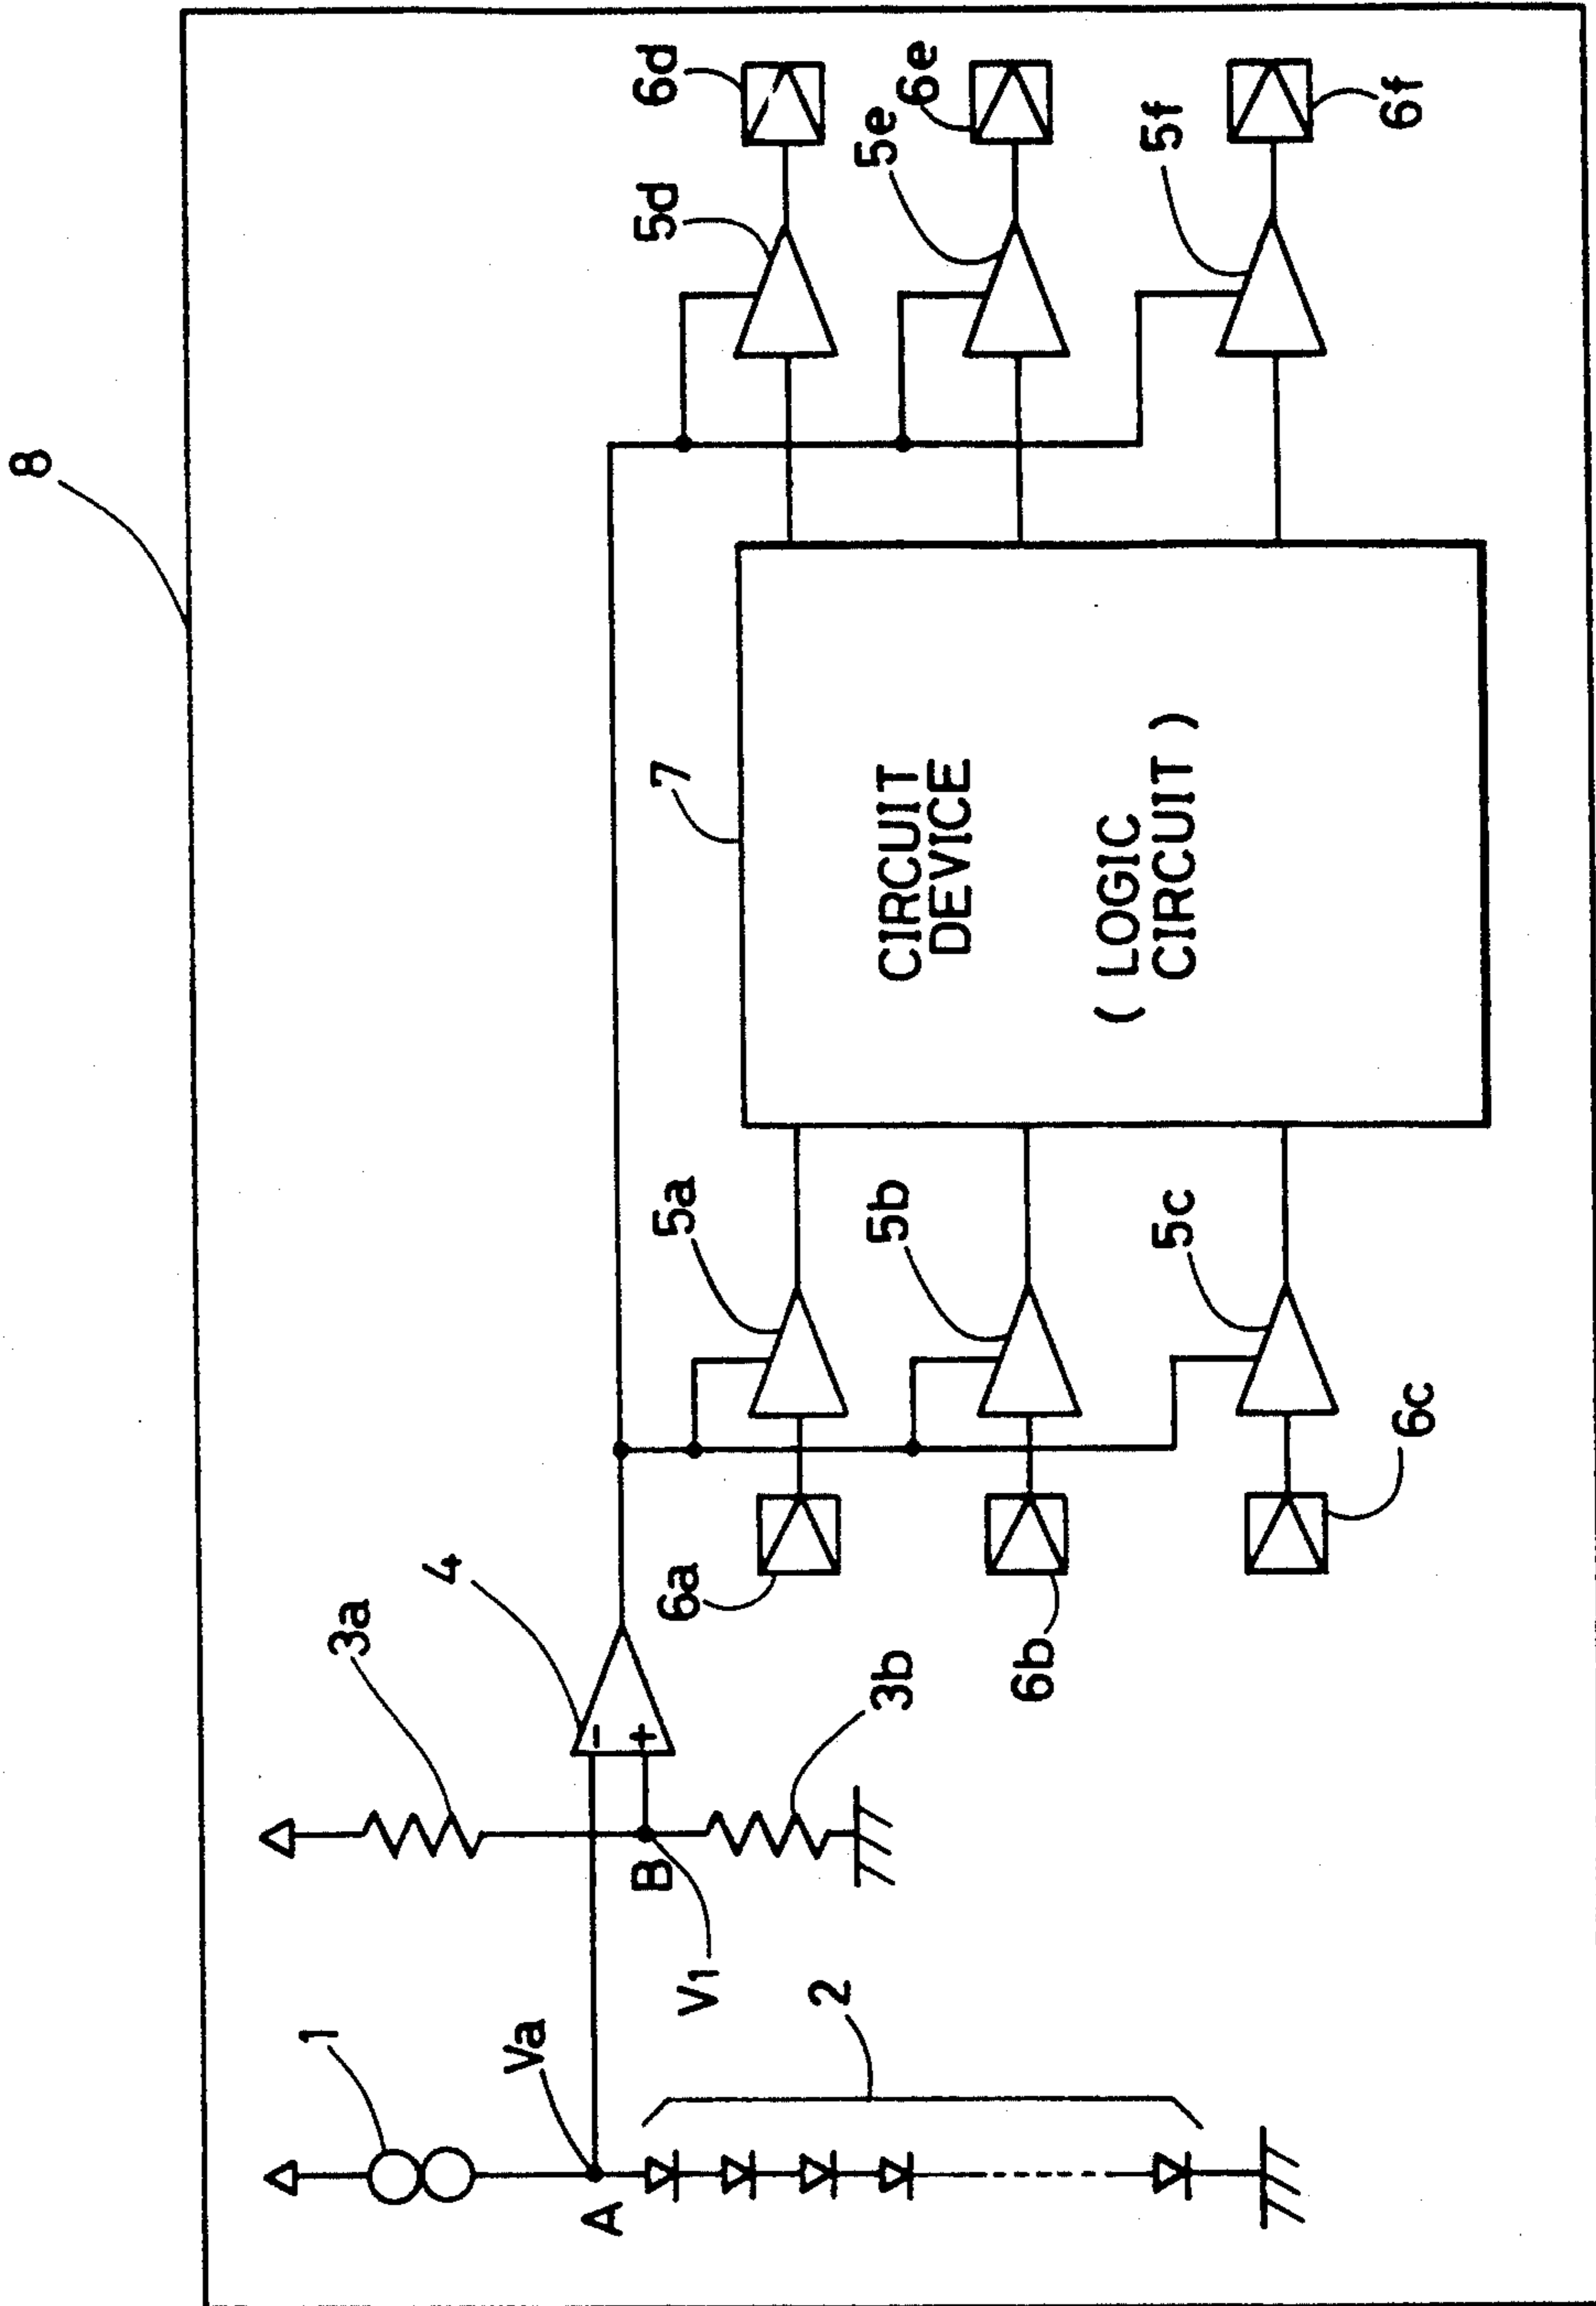 8
1
Va
A
2
3a
B
V1
3b
4
6a
6b
6c
5a
5b
5c
7
CIRCUIT
DEVICE
( LOGIC
CIRCUIT )
5d
5e
5f
6d
6e
6f
-
+